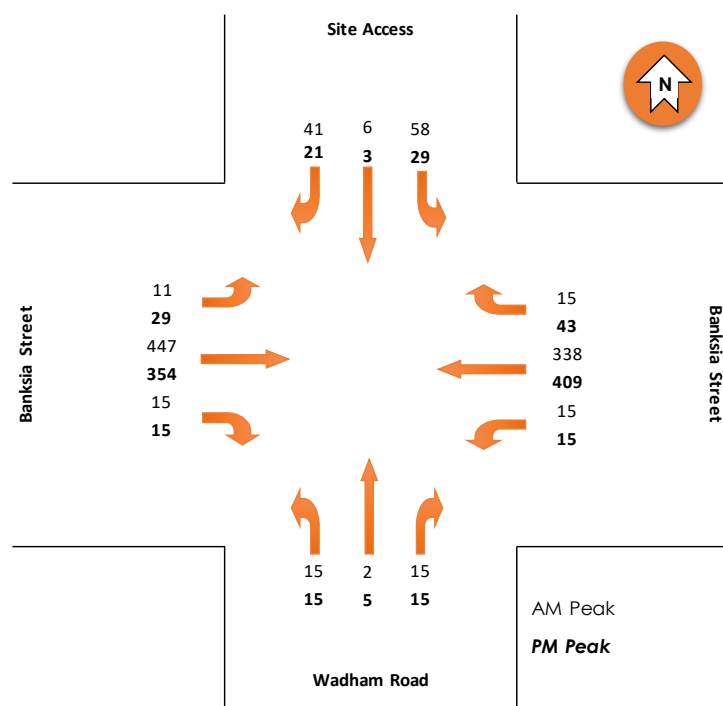 Site Access
N
41 6 58
21 3 29
Banksia Street
11
29
447
354
15
15
15
43
338
409
15
15
Banksia Street
15 2 15
15 5 15
AM Peak
PM Peak
Wadham Road